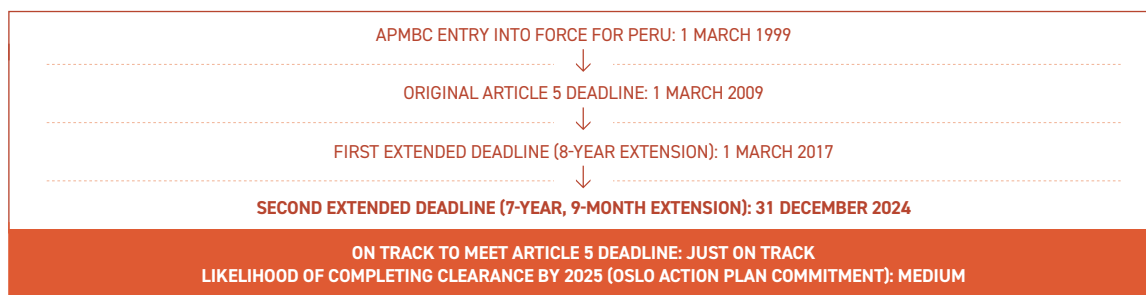 APMBC ENTRY INTO FORCE FOR PERU: 1 MARCH 1999
ORIGINAL ARTICLE 5 DEADLINE: 1 MARCH 2009
FIRST EXTENDED DEADLINE (8-YEAR EXTENSION): 1 MARCH 2017
SECOND EXTENDED DEADLINE (7-YEAR, 9-MONTH EXTENSION): 31 DECEMBER 2024
ON TRACK TO MEET ARTICLE 5 DEADLINE: JUST ON TRACK
LIKELIHOOD OF COMPLETING CLEARANCE BY 2025 (OSLO ACTION PLAN COMMITMENT): MEDIUM